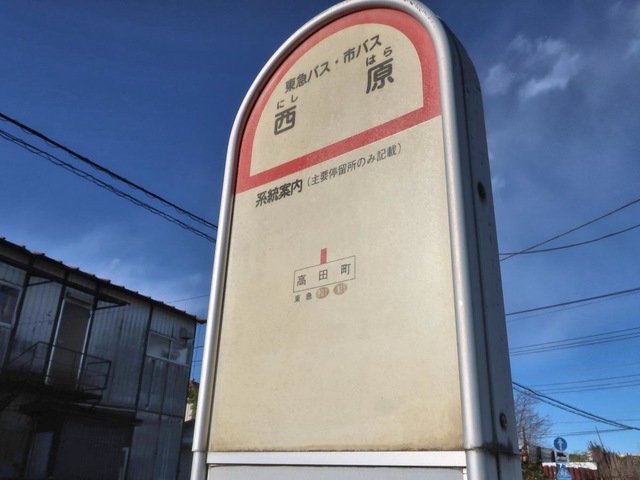 東急バス・市バス
にし はら
西 原
系統案内 (主要停留所のみ記載)
高田町
東急